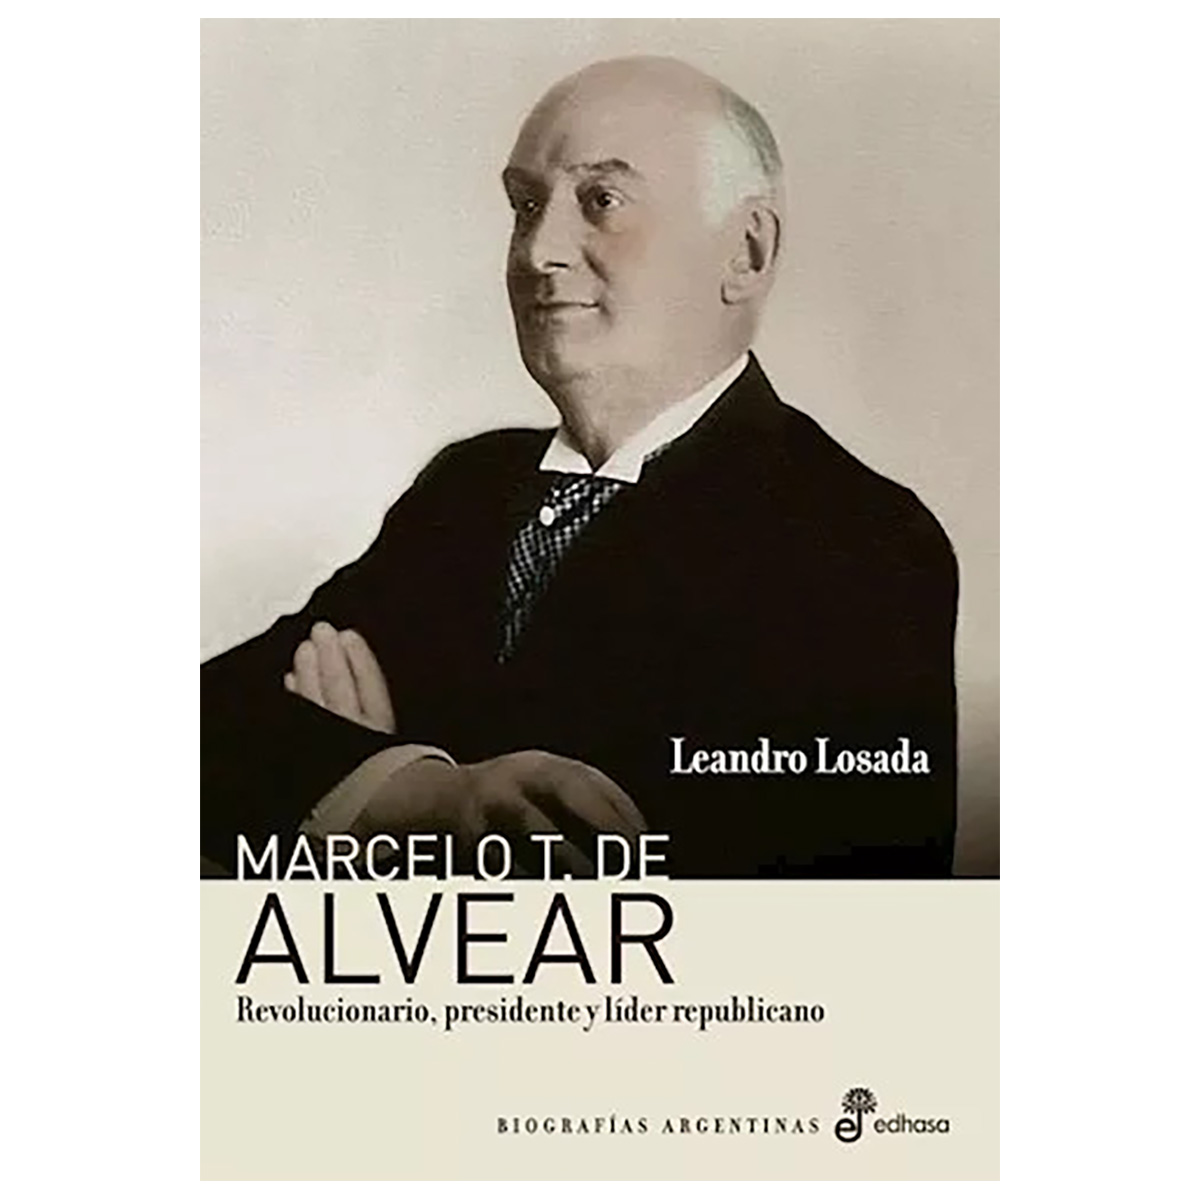 Leandro Losada
MARCELO T. DE
ALVEAR
Revolucionario, presidente y líder republicano
BIOGRAFÍAS ARGENTINAS edhasa